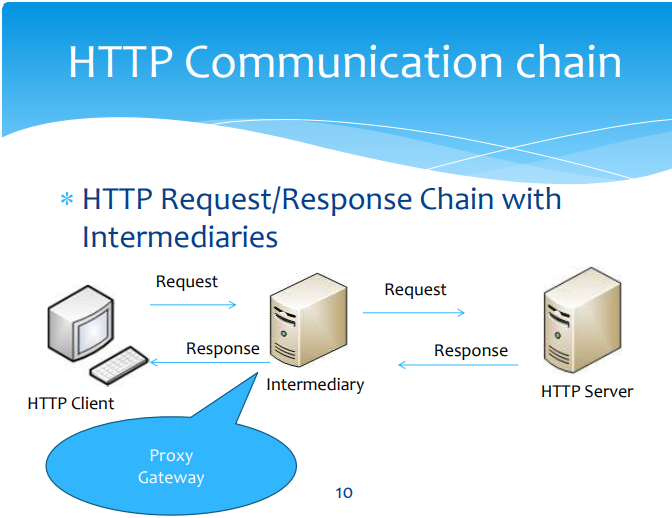 HTTP Communication chain
* HTTP Request/Response Chain with
Intermediaries
Request
Request
Response
Response
Intermediary
HTTP Server
HTTP Client
Proxy
Gateway
10